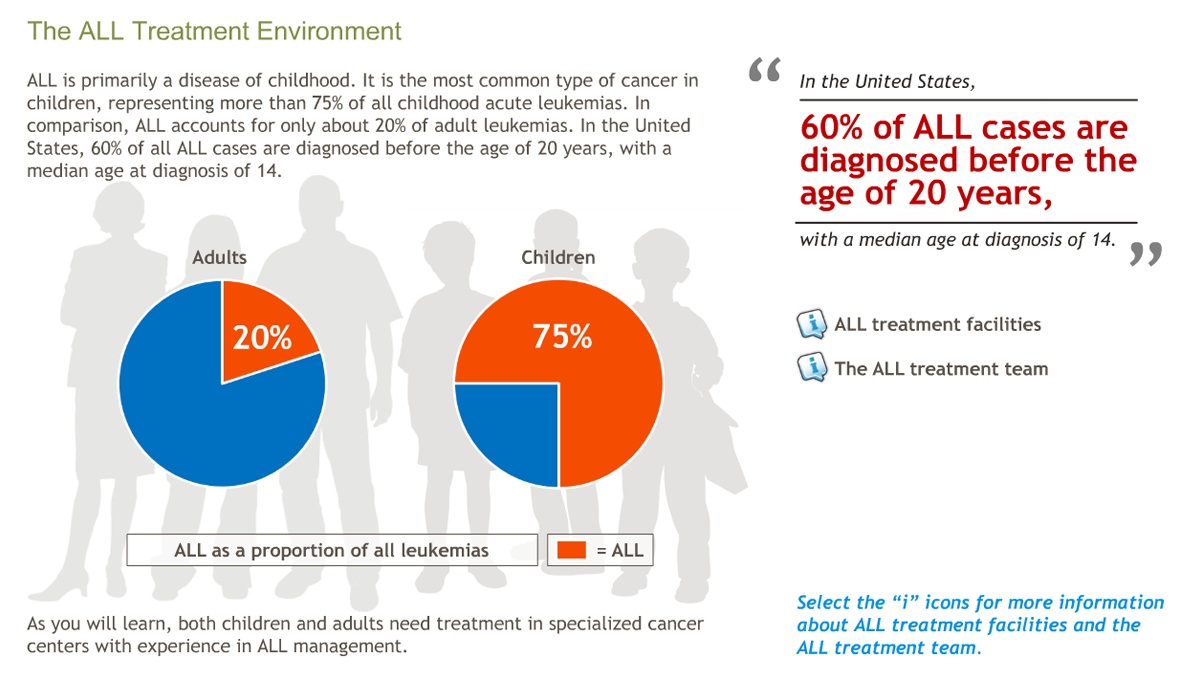 The ALL Treatment Environment
ALL is primarily a disease of childhood. It is the most common type of cancer in
children, representing more than 75% of all childhood acute leukemias. In
comparison, ALL accounts for only about 20% of adult leukemias. In the United
States, 60% of all ALL cases are diagnosed before the age of 20 years, with a
median age at diagnosis of 14.
Adults
20%
Children
75%
ALL as a proportion of all leukemias
= ALL
As you will learn, both children and adults need treatment in specialized cancer
centers with experience in ALL management.
“
In the United States,
60% of ALL cases are
diagnosed before the
age of 20 years,
with a median age at diagnosis of 14.
”
i ALL treatment facilities
i The ALL treatment team
Select the “i” icons for more information
about ALL treatment facilities and the
ALL treatment team.